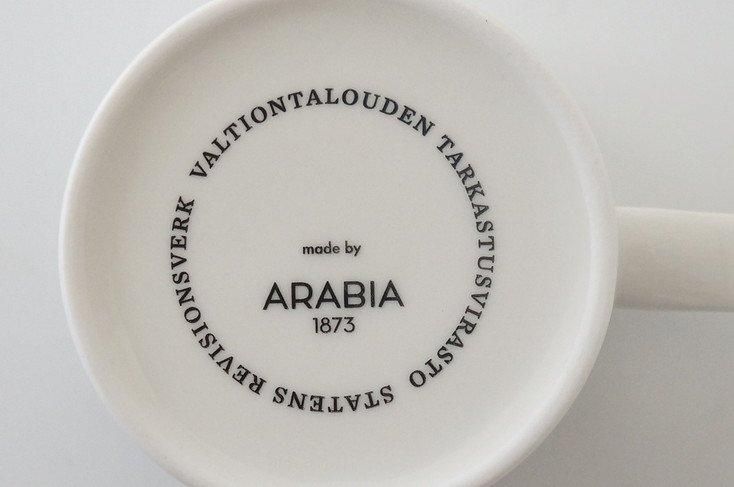 VALTIONTALOUDEN TARKASTUSVIRASTO STATENS REVISIONSVERK
made by
ARABIA
1873